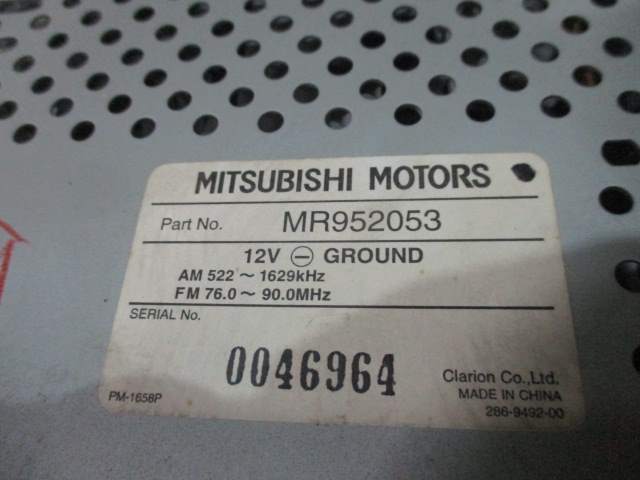 MITSUBISHI MOTORS
Part No. MR952053
12V ⊖ GROUND
AM 522 ~ 1629kHz
FM 76.0 ~ 90.0MHz
SERIAL No.
0046964
Clarion Co.,Ltd.
MADE IN CHINA
PM-1658P
286-9492-00